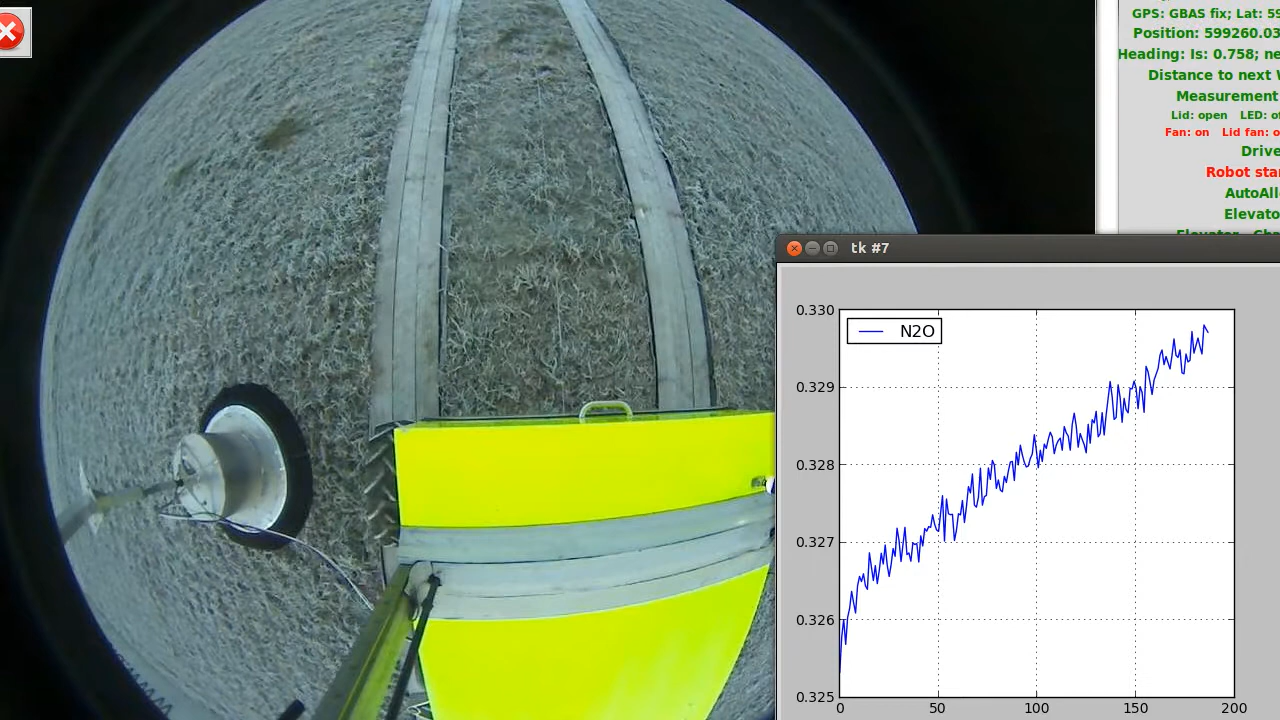 GPS: GBAS fix; Lat: 59
Position: 599260.03
Heading: Is: 0.758; ne
Distance to next W
Measurement
Lid: open LED: of
Fan: on Lid fan: o
Drive
Robot star
AutoAll
Elevato
tk #7
N2O
0.330
0.329
0.328
0.327
0.326
0.325
0 50 100 150 200